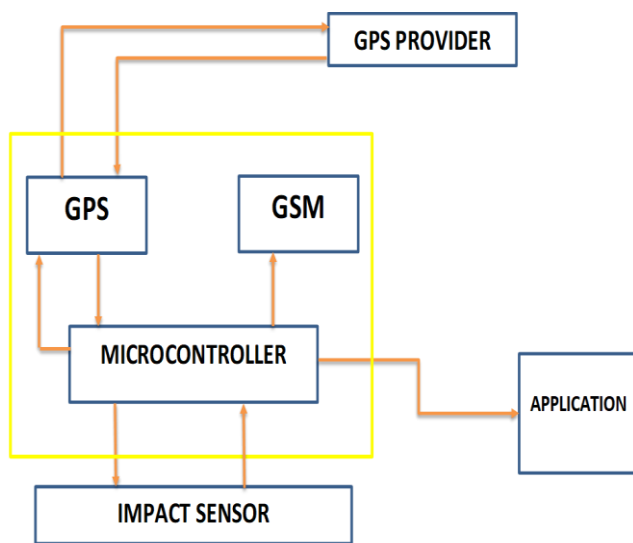 GPS PROVIDER
GPS
GSM
MICROCONTROLLER
APPLICATION
IMPACT SENSOR